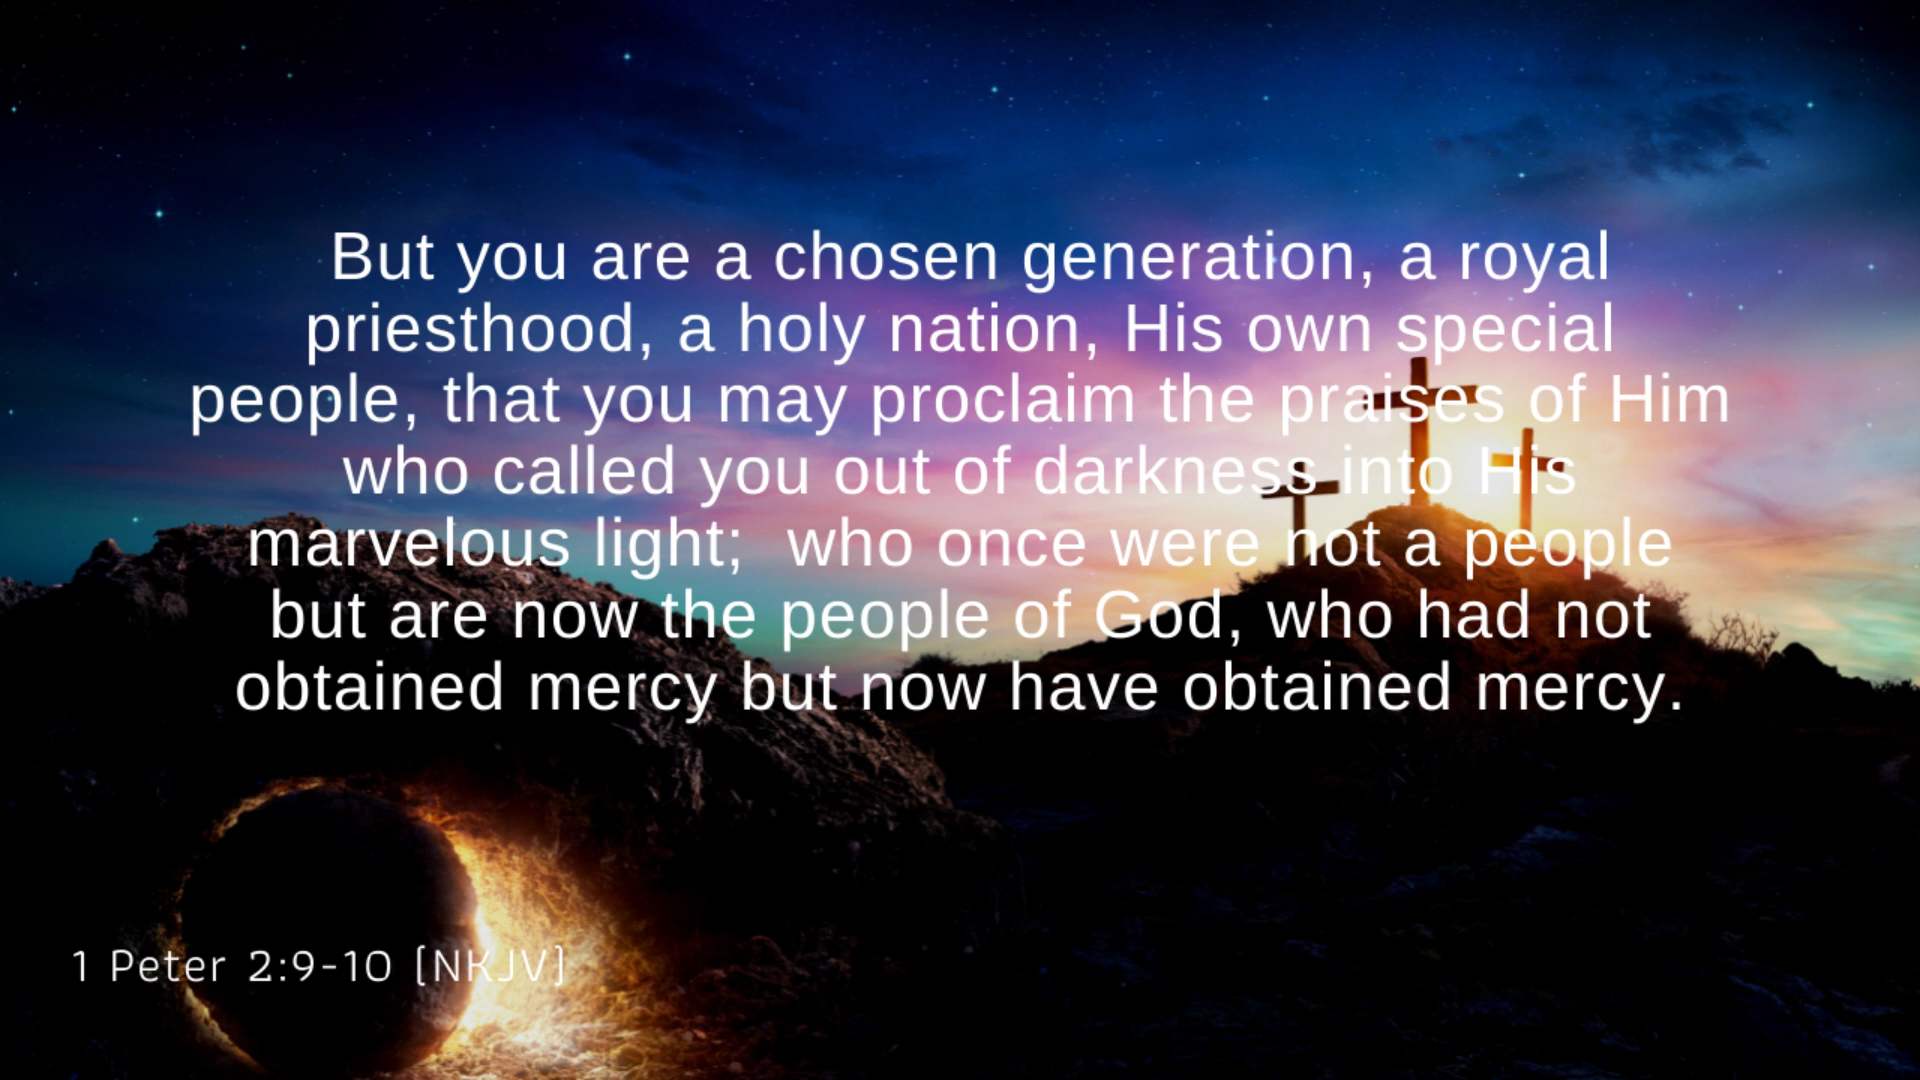 But you are a chosen generation, a royal
priesthood, a holy nation, His own special
people, that you may proclaim the praises of Him
who called you out of darkness into His
marvelous light;  who once were not a people
but are now the people of God, who had not
obtained mercy but now have obtained mercy.
1 Peter 2:9-10 [NKJV]